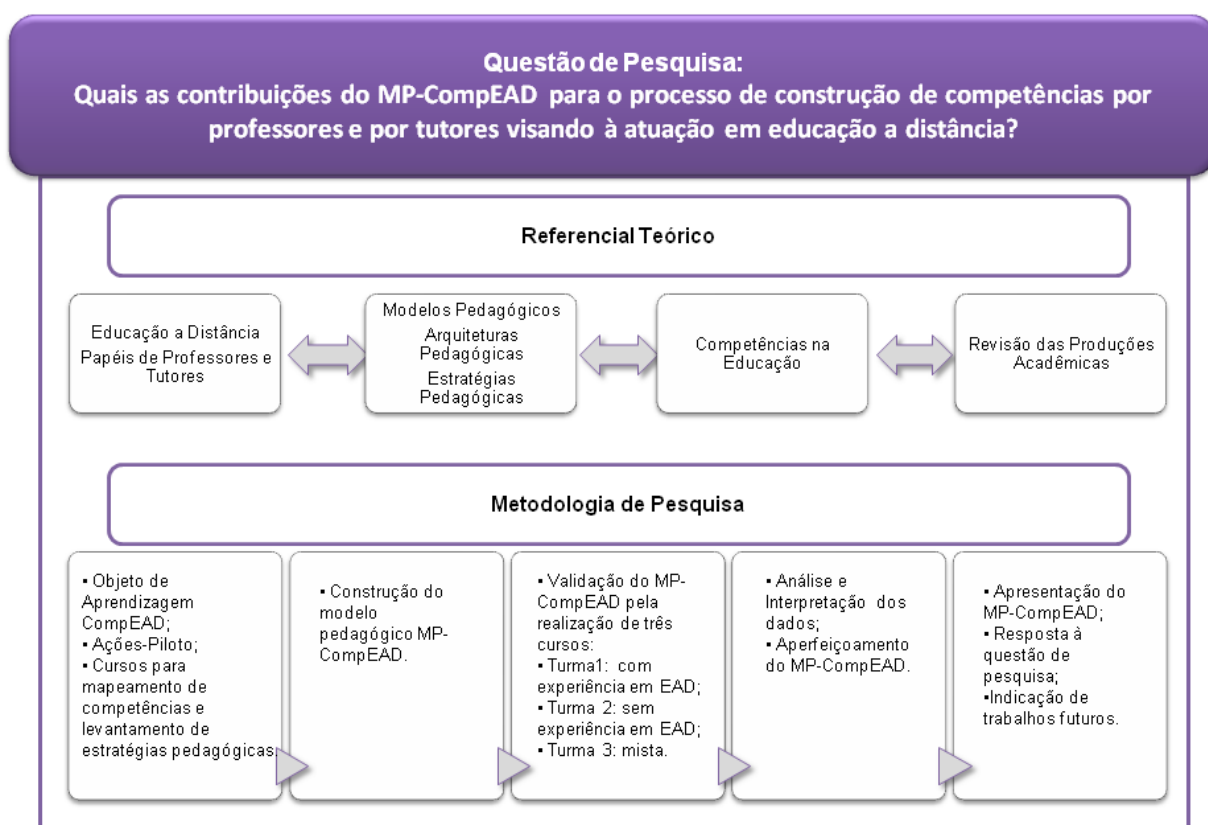 Questão de Pesquisa:
Quais as contribuições do MP-CompEAD para o processo de construção de competências por
professores e por tutores visando à atuação em educação a distância?
Referencial Teórico
Educação a Distância
Papéis de Professores e
Tutores
Modelos Pedagógicos
Arquiteturas
Pedagógicas
Estratégias
Pedagógicas
Competências na
Educação
Revisão das Produções
Acadêmicas
Metodologia de Pesquisa
▪ Objeto de
Aprendizagem
CompEAD;
▪ Ações-Piloto;
▪ Cursos para
mapeamento de
competências e
levantamento de
estratégias pedagógicas
▪ Construção do
modelo
pedagógico MP-
CompEAD.
▪ Validação do MP-
CompEAD pela
realização de três
cursos:
▪ Turma1: com
experiência em EAD;
▪ Turma 2: sem
experiência em EAD;
▪ Turma 3: mista.
▪ Análise e
Interpretação dos
dados;
▪ Aperfeiçoamento
do MP-CompEAD.
▪ Apresentação do
MP-CompEAD;
▪ Resposta à
questão de
pesquisa;
▪Indicação de
trabalhos futuros.